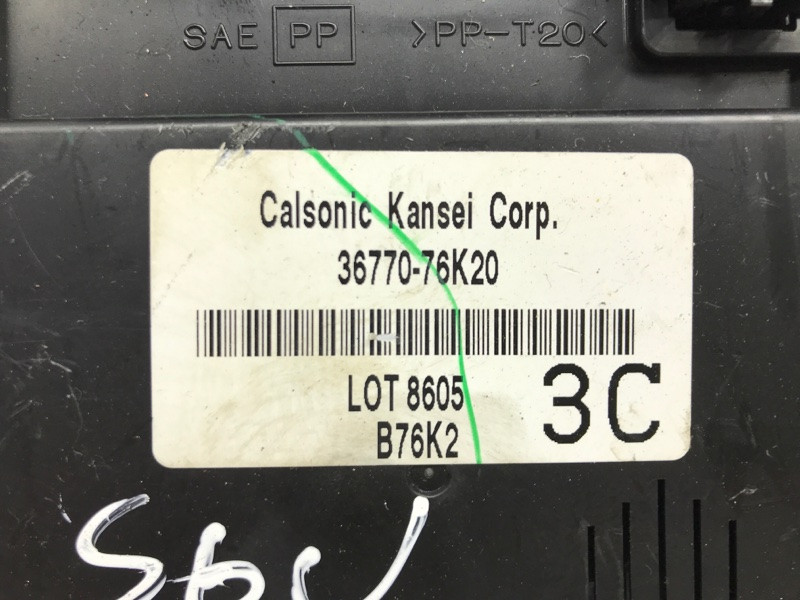 SAE PP >PP-T20<
Calsonic Kansei Corp.
36770-76K20
LOT 8605
3C
B76K2